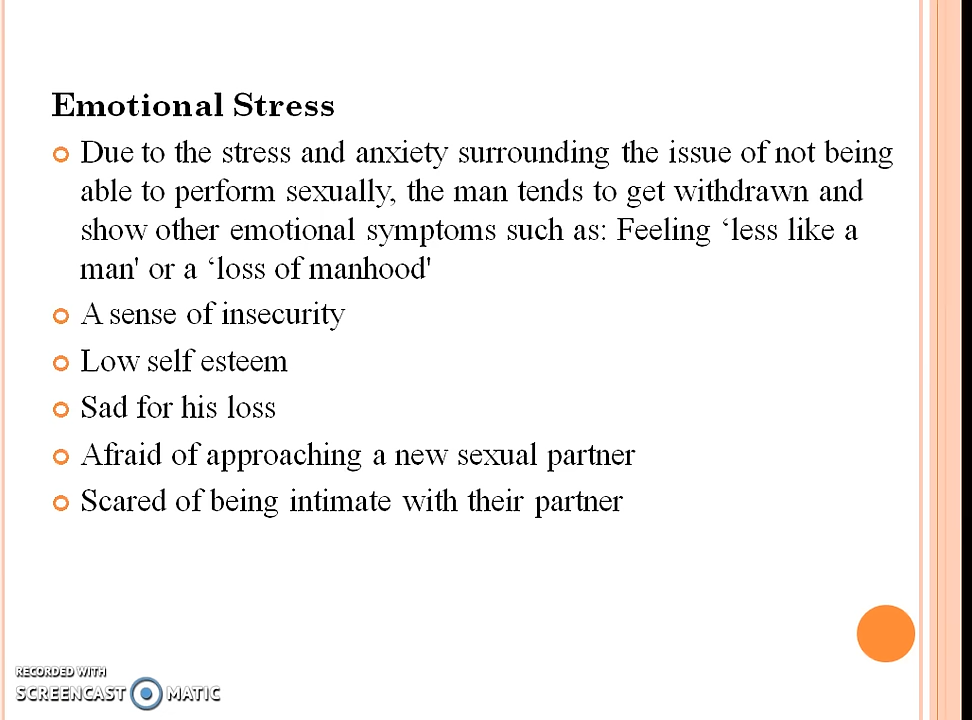 Emotional Stress
Due to the stress and anxiety surrounding the issue of not being
able to perform sexually, the man tends to get withdrawn and
show other emotional symptoms such as: Feeling ‘less like a
man' or a ‘loss of manhood'
A sense of insecurity
Low self esteem
Sad for his loss
Afraid of approaching a new sexual partner
Scared of being intimate with their partner
RECORDED WITH
SCREENCAST MATIC